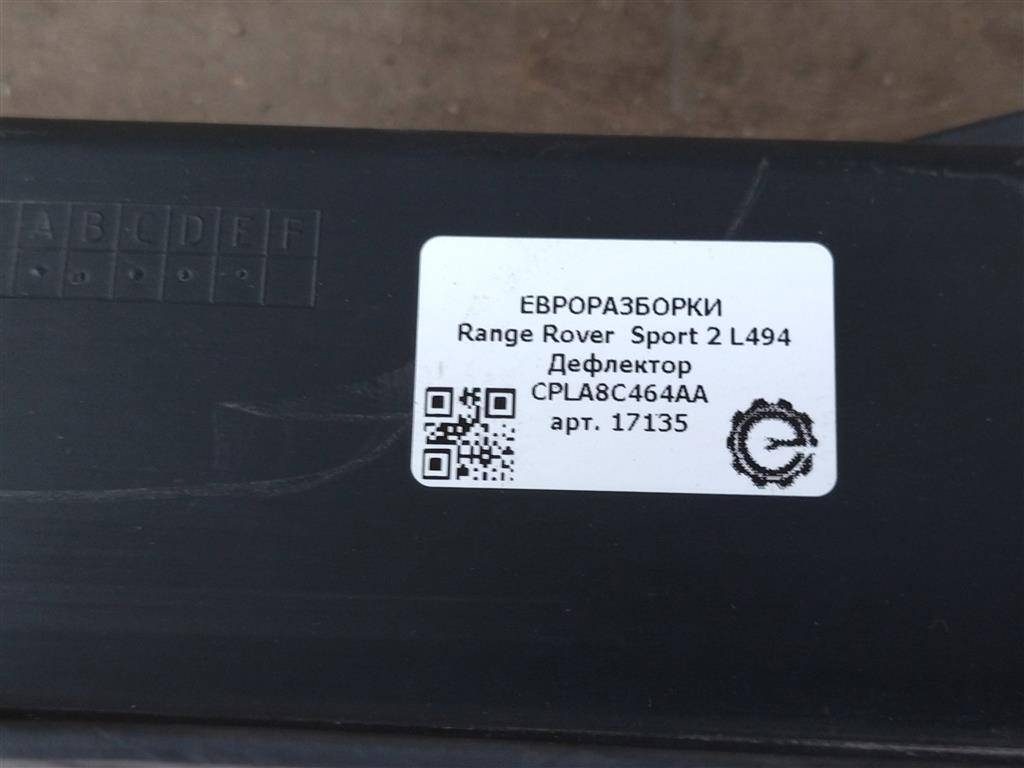 A B C D E F
ЕВРОРАЗБОРКИ
Range Rover Sport 2 L494
Дефлектор
CPLA8C464AA
арт. 17135